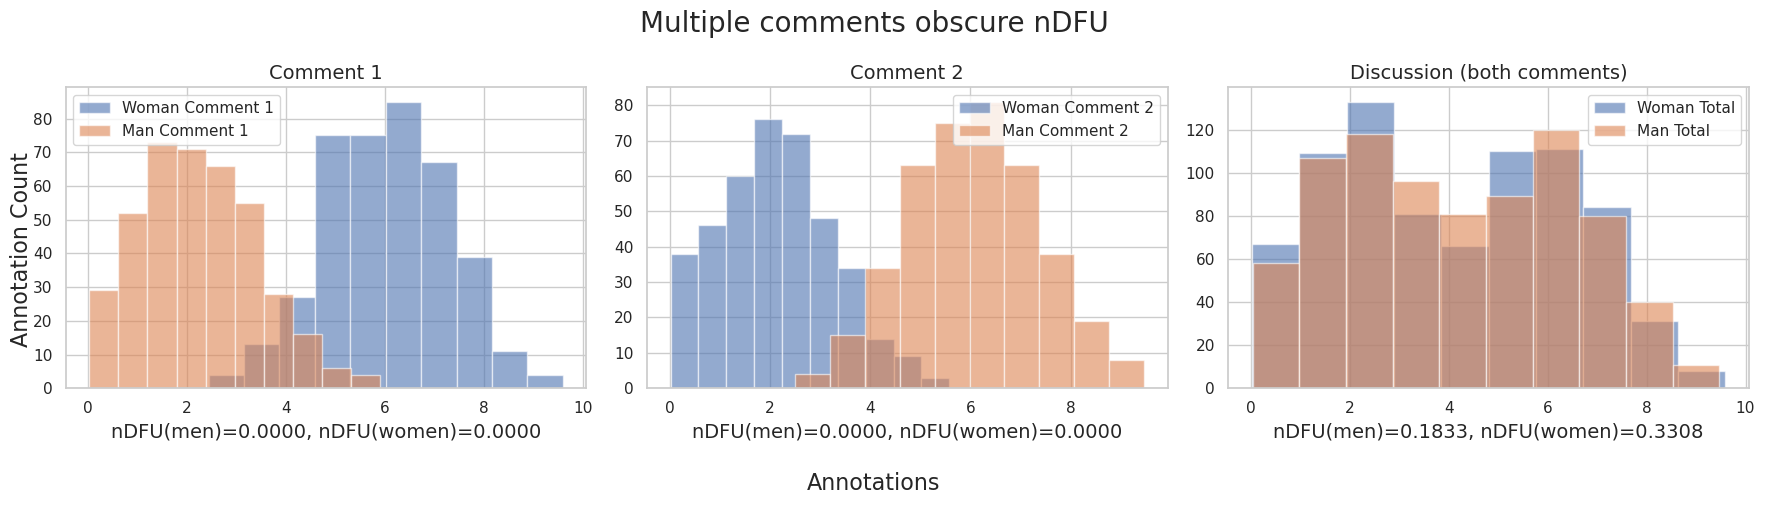 Multiple comments obscure nDFU
Comment 1
Woman Comment 1
Man Comment 1
Annotation Count
80
70
60
50
40
30
20
10
0
0 2 4 6 8 10
nDFU(men)=0.0000, nDFU(women)=0.0000
Comment 2
Woman Comment 2
Man Comment 2
80
70
60
50
40
30
20
10
0
0 2 4 6 8
nDFU(men)=0.0000, nDFU(women)=0.0000
Discussion (both comments)
Woman Total
Man Total
120
100
80
60
40
20
0
0 2 4 6 8 10
nDFU(men)=0.1833, nDFU(women)=0.3308
Annotations